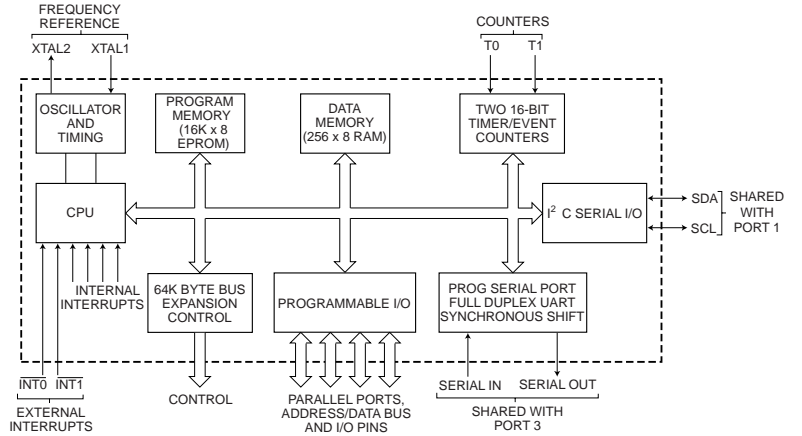 FREQUENCY
REFERENCE
XTAL2 XTAL1
COUNTERS
T0 T1
OSCILLATOR
AND
TIMING
PROGRAM
MEMORY
(16K x 8
EPROM)
DATA
MEMORY
(256 x 8 RAM)
TWO 16-BIT
TIMER/EVENT
COUNTERS
CPU
I² C SERIAL I/O
SDA
SCL
SHARED
WITH
PORT 1
INTERNAL
INTERRUPTS
64K BYTE BUS
EXPANSION
CONTROL
PROGRAMMABLE I/O
PROG SERIAL PORT
FULL DUPLEX UART
SYNCHRONOUS SHIFT
INT0 INT1
EXTERNAL
INTERRUPTS
CONTROL
PARALLEL PORTS,
ADDRESS/DATA BUS
AND I/O PINS
SERIAL IN SERIAL OUT
SHARED WITH
PORT 3